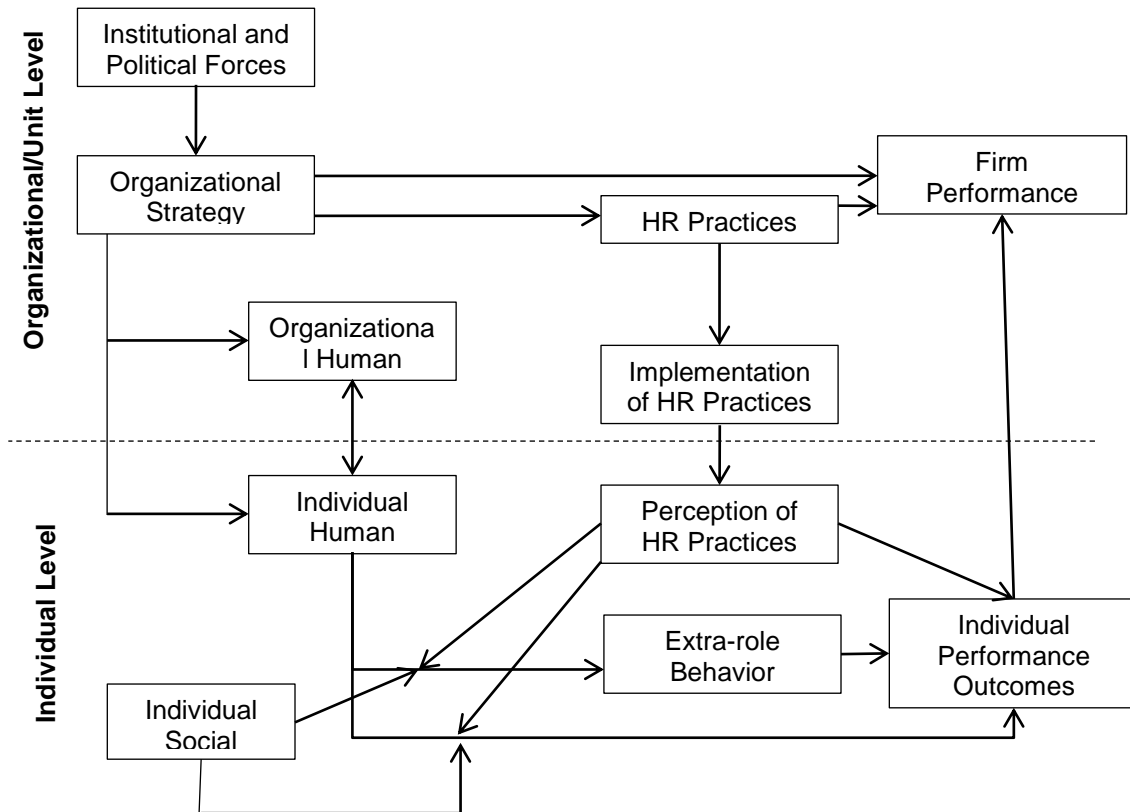 Organizational/Unit Level
Institutional and
Political Forces
Organizational
Strategy
Firm
Performance
HR Practices
Organizationa
l Human
Implementation
of HR Practices
Individual Level
Individual
Human
Perception of
HR Practices
Extra-role
Behavior
Individual
Performance
Outcomes
Individual
Social